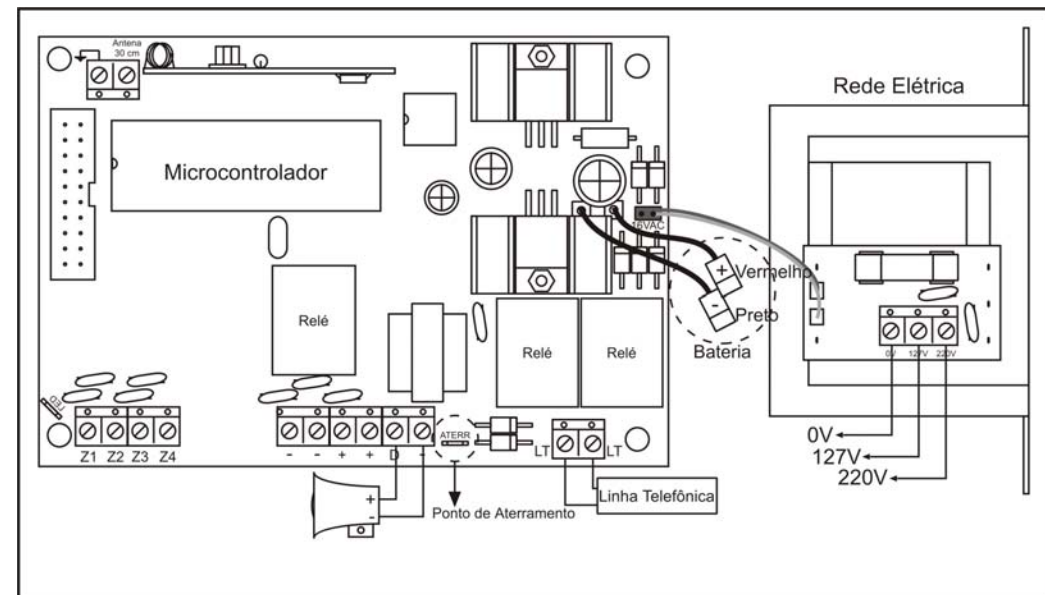 Antena
30 cm
Rede Elétrica
Microcontrolador
16VAC
+ Vermelho
- Preto
Bateria
Relé
Relé
Relé
0V 127V 220V
LED
ATERR
Z1 Z2 Z3 Z4
- - + + D -
LT LT
0V
127V
220V
+
-
Linha Telefônica
Ponto de Aterramento